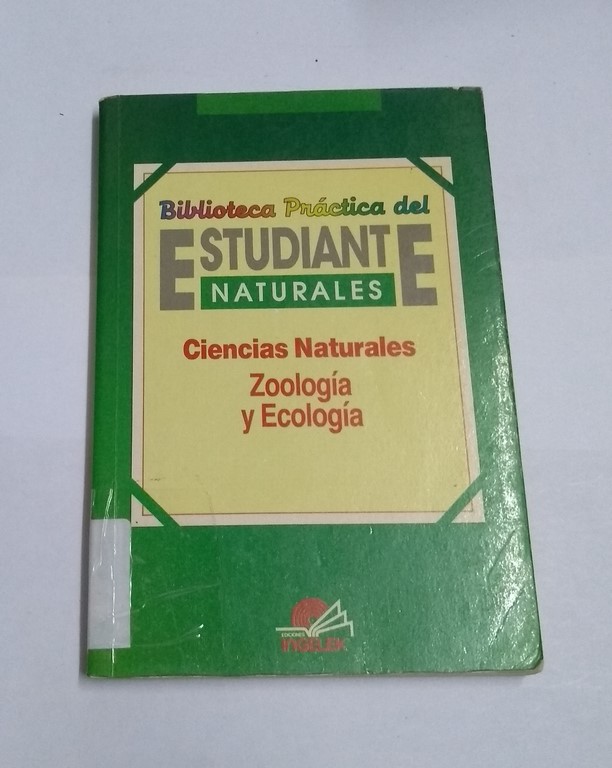 Biblioteca Práctica del
ESTUDIANTE
NATURALES
Ciencias Naturales
Zoología
y Ecología
EDICIONES
INGELEK